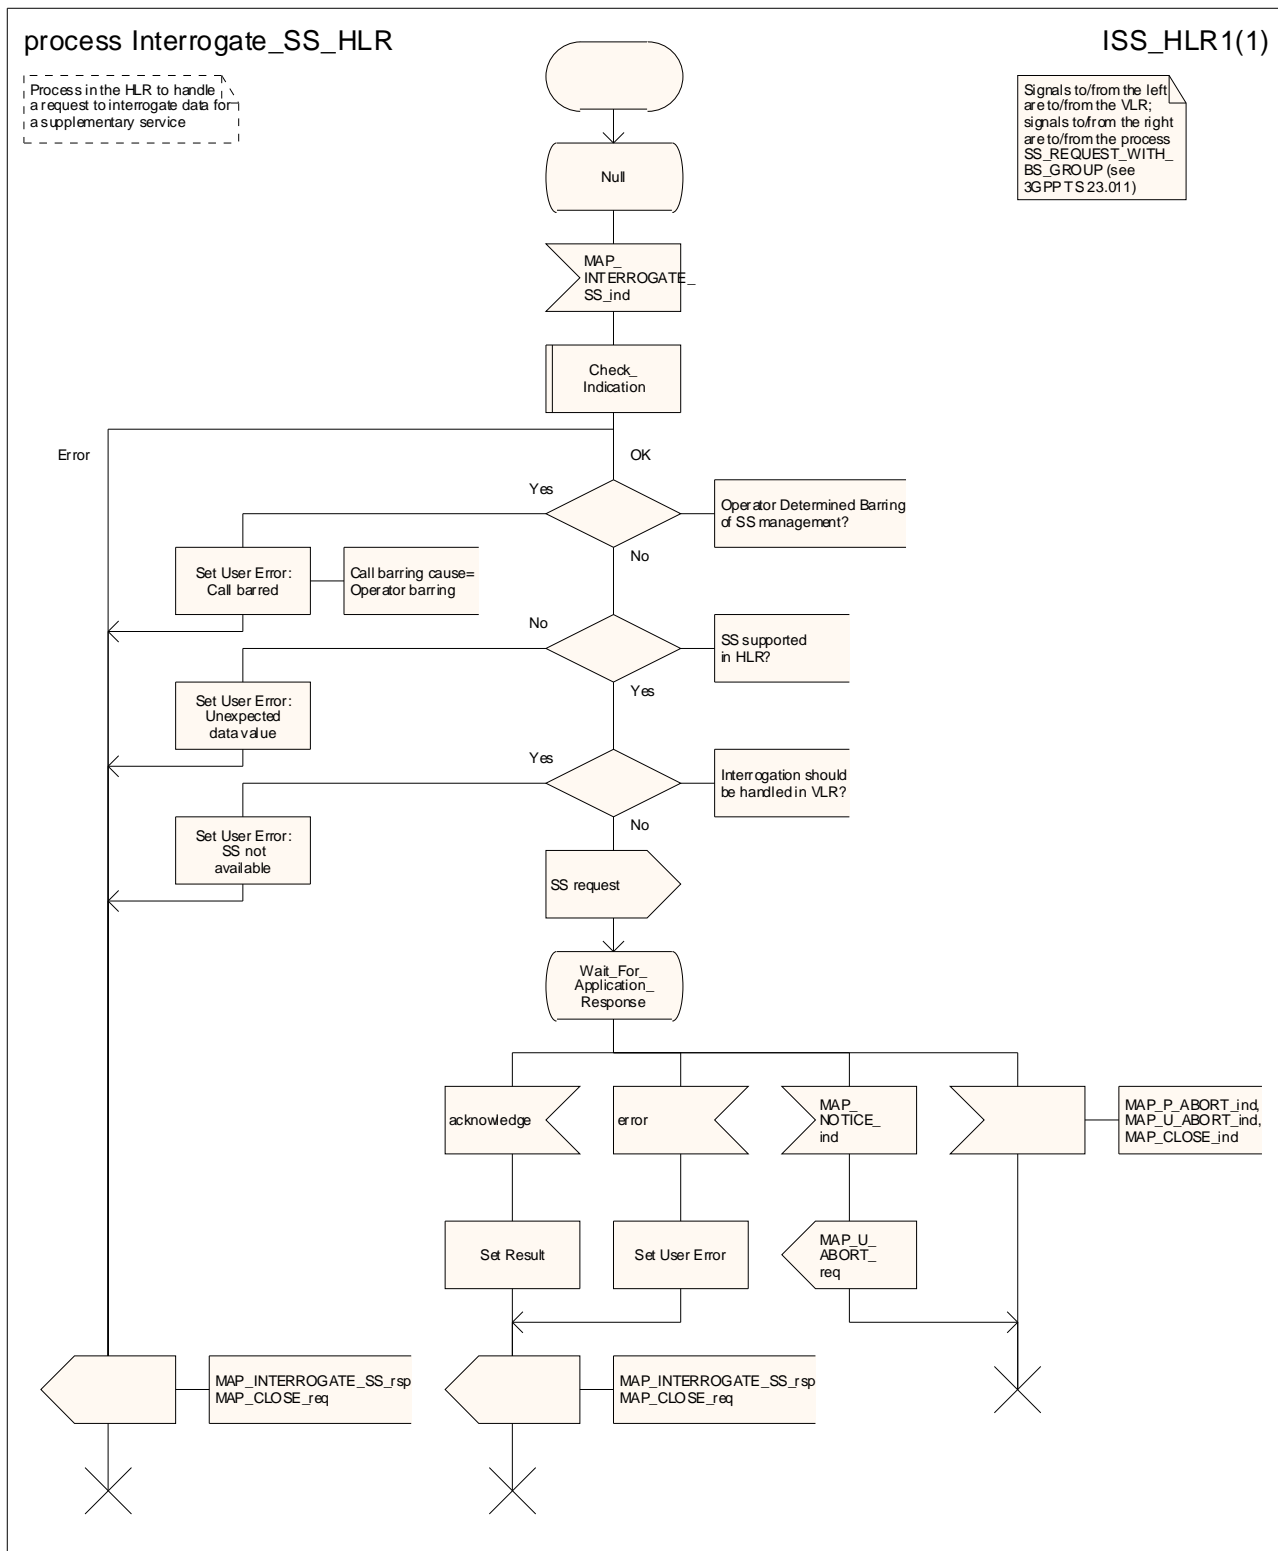 process Interrogate_SS_HLR
ISS_HLR1(1)
Process in the HLR to handle
a request to interrogate data for
a supplementary service
Signals to/from the left
are to/from the VLR;
signals to/from the right
are to/from the process
SS_REQUEST_WITH_
BS_GROUP (see
3GPP TS 23.011)
Null
MAP_
INTERROGATE_
SS_ind
Check_
Indication
Error
OK
Yes
Operator Determined Barring
of SS management?
No
Set User Error:
Call barred
Call barring cause=
Operator barring
No
SS supported
in HLR?
Yes
Set User Error:
Unexpected
data value
Yes
Interrogation should
be handled in VLR?
No
Set User Error:
SS not
available
SS request
Wait_For_
Application_
Response
acknowledge
error
MAP_
NOTICE_
ind
MAP_P_ABORT_ind,
MAP_U_ABORT_ind,
MAP_CLOSE_ind
Set Result
Set User Error
MAP_U_
ABORT_
req
MAP_INTERROGATE_SS_rsp
MAP_CLOSE_req
MAP_INTERROGATE_SS_rsp
MAP_CLOSE_req